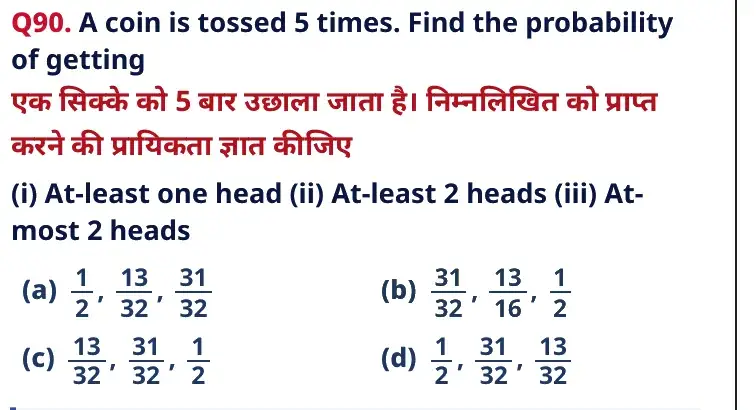 Q90. A coin is tossed 5 times. Find the probability
of getting
एक सिक्के को 5 बार उछाला जाता है। निम्नलिखित को प्राप्त
करने की प्रायिकता ज्ञात कीजिए
(i) At-least one head (ii) At-least 2 heads (iii) At-
most 2 heads
(a) 1/2, 13/32, 31/32 (b) 31/32, 13/16, 1/2
(c) 13/32, 31/32, 1/2 (d) 1/2, 31/32, 13/32